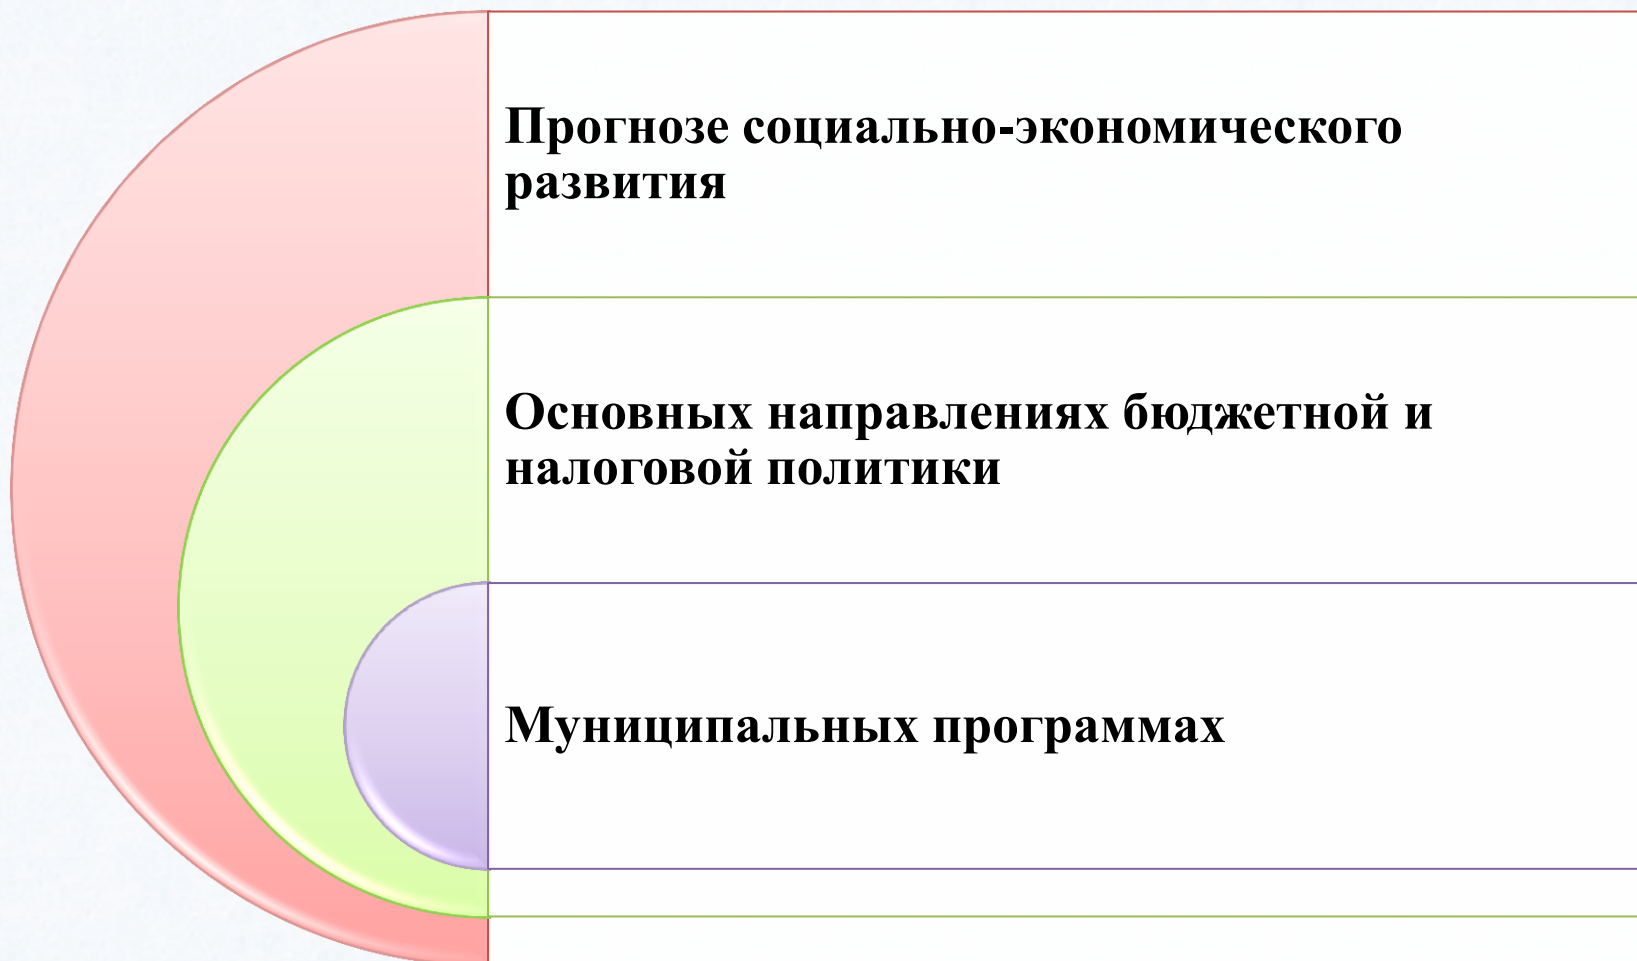 Прогнозе социально-экономического
развития
Основных направлениях бюджетной и
налоговой политики
Муниципальных программах